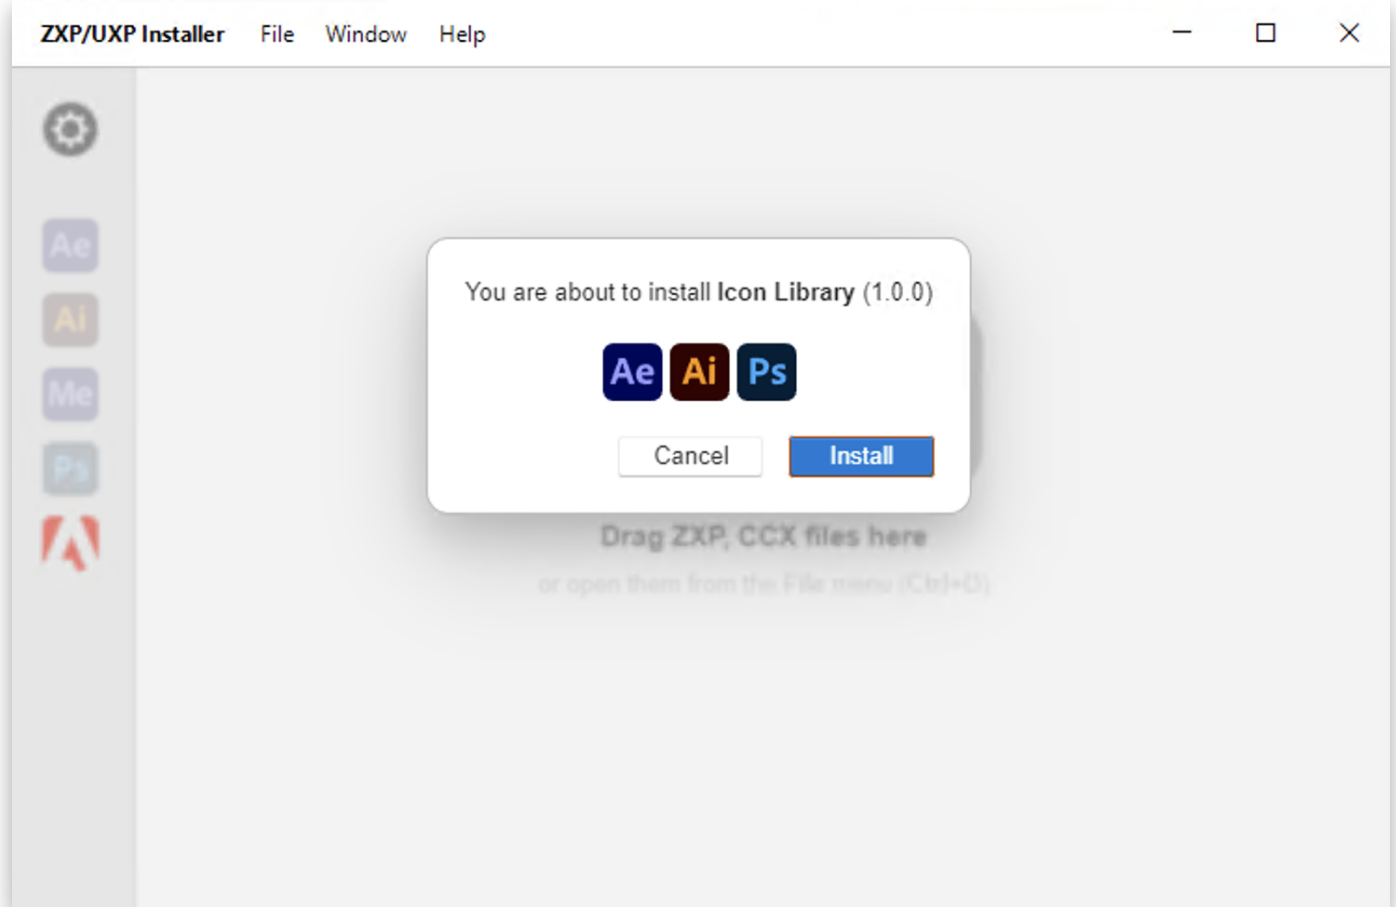 ZXP/UXP Installer File Window Help
Ae
Ai
Me
Ps
You are about to install Icon Library (1.0.0)
Ae Ai Ps
Cancel Install
Drag ZXP, CCX files here
or open them from the File menu (Ctrl+O)